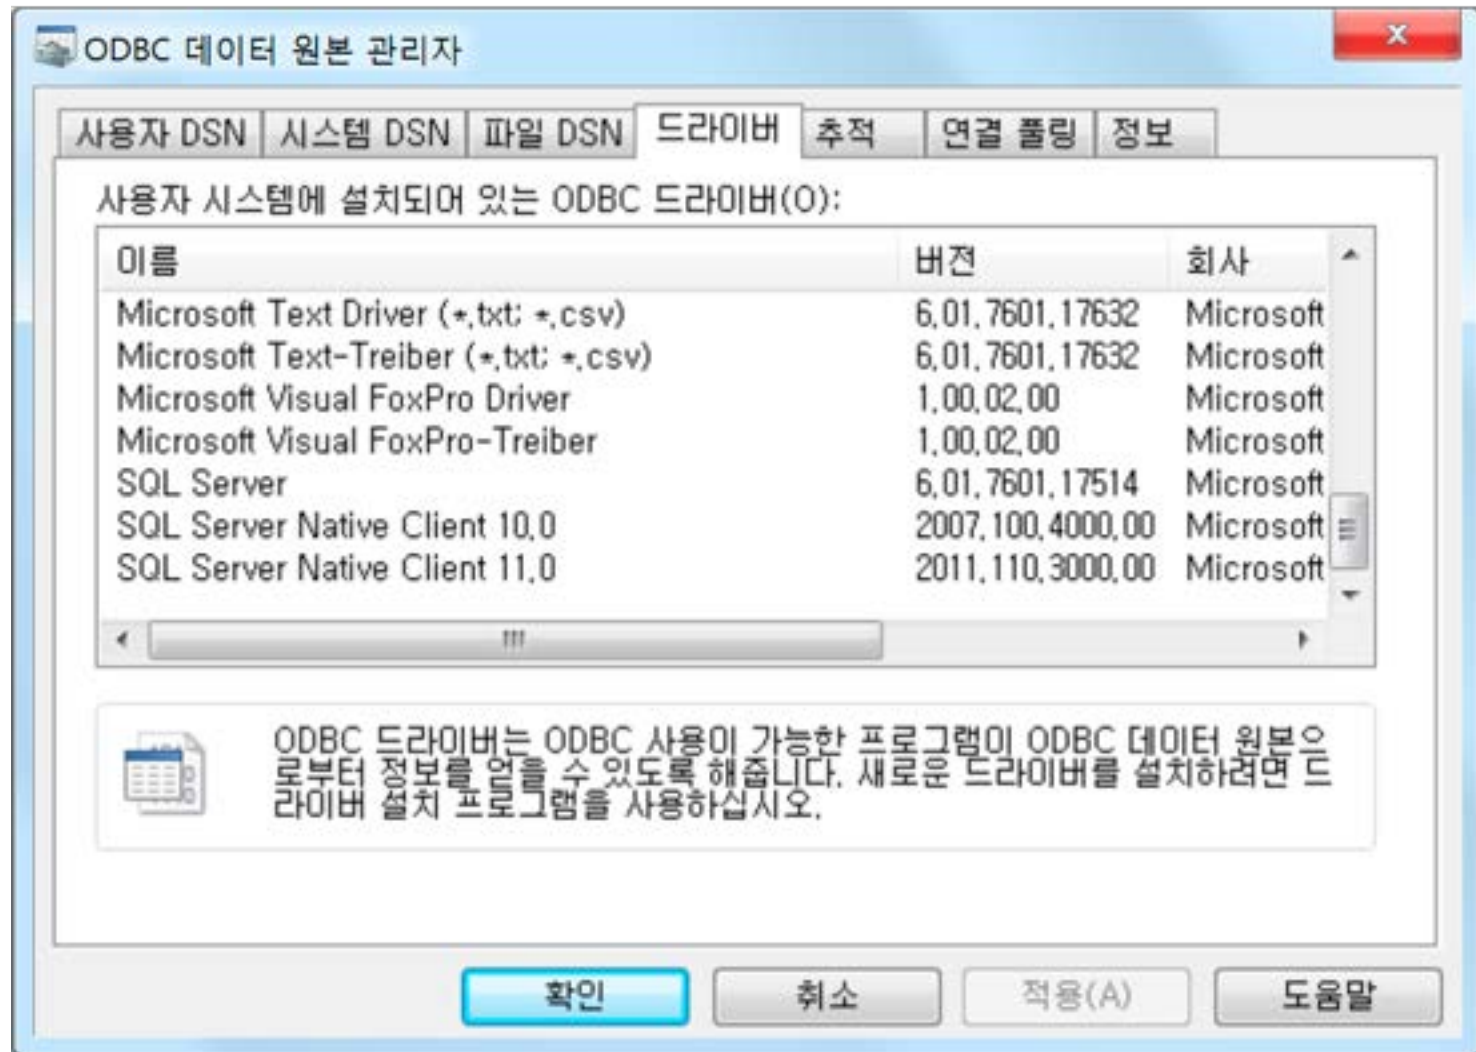 ODBC 데이터 원본 관리자
사용자 DSN 시스템 DSN 파일 DSN 드라이버 추적 연결 풀링 정보
사용자 시스템에 설치되어 있는 ODBC 드라이버(O):
이름 버전 회사
Microsoft Text Driver (*.txt; *.csv) 6.01.7601.17632 Microsoft
Microsoft Text-Treiber (*.txt; *.csv) 6.01.7601.17632 Microsoft
Microsoft Visual FoxPro Driver 1.00.02.00 Microsoft
Microsoft Visual FoxPro-Treiber 1.00.02.00 Microsoft
SQL Server 6.01.7601.17514 Microsoft
SQL Server Native Client 10.0 2007.100.4000.00 Microsoft
SQL Server Native Client 11.0 2011.110.3000.00 Microsoft
ODBC 드라이버는 ODBC 사용이 가능한 프로그램이 ODBC 데이터 원본으
로부터 정보를 얻을 수 있도록 해줍니다. 새로운 드라이버를 설치하려면 드
라이버 설치 프로그램을 사용하십시오.
확인 취소 적용(A) 도움말